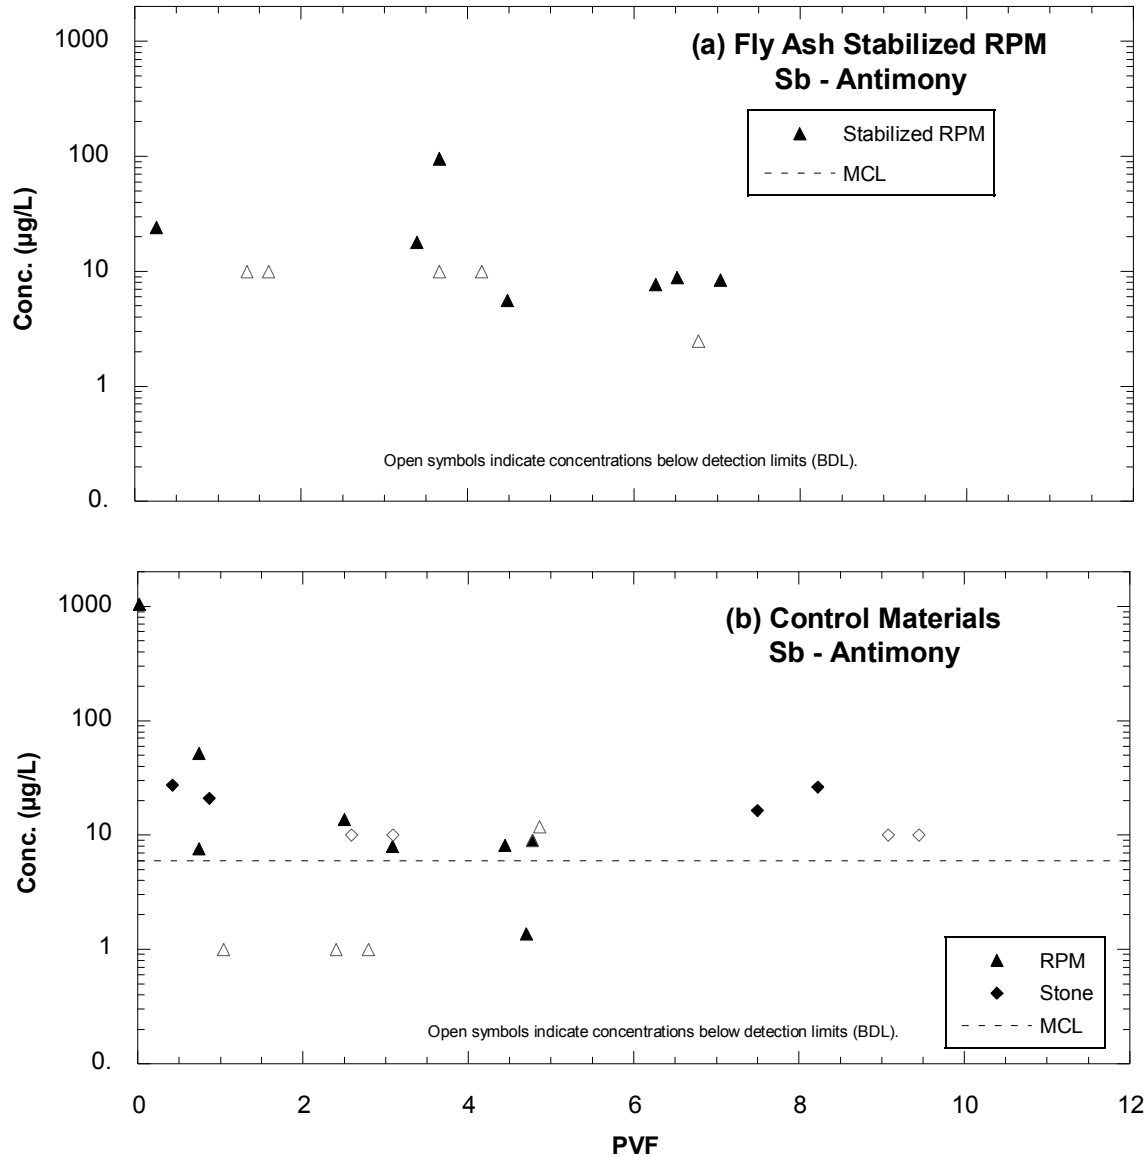 1000
100
10
1
0.
Conc. (µg/L)
(a) Fly Ash Stabilized RPM
Sb - Antimony
Stabilized RPM
MCL
Open symbols indicate concentrations below detection limits (BDL).
1000
100
10
1
0.
Conc. (µg/L)
(b) Control Materials
Sb - Antimony
RPM
Stone
MCL
Open symbols indicate concentrations below detection limits (BDL).
0 2 4 6 8 10 12
PVF